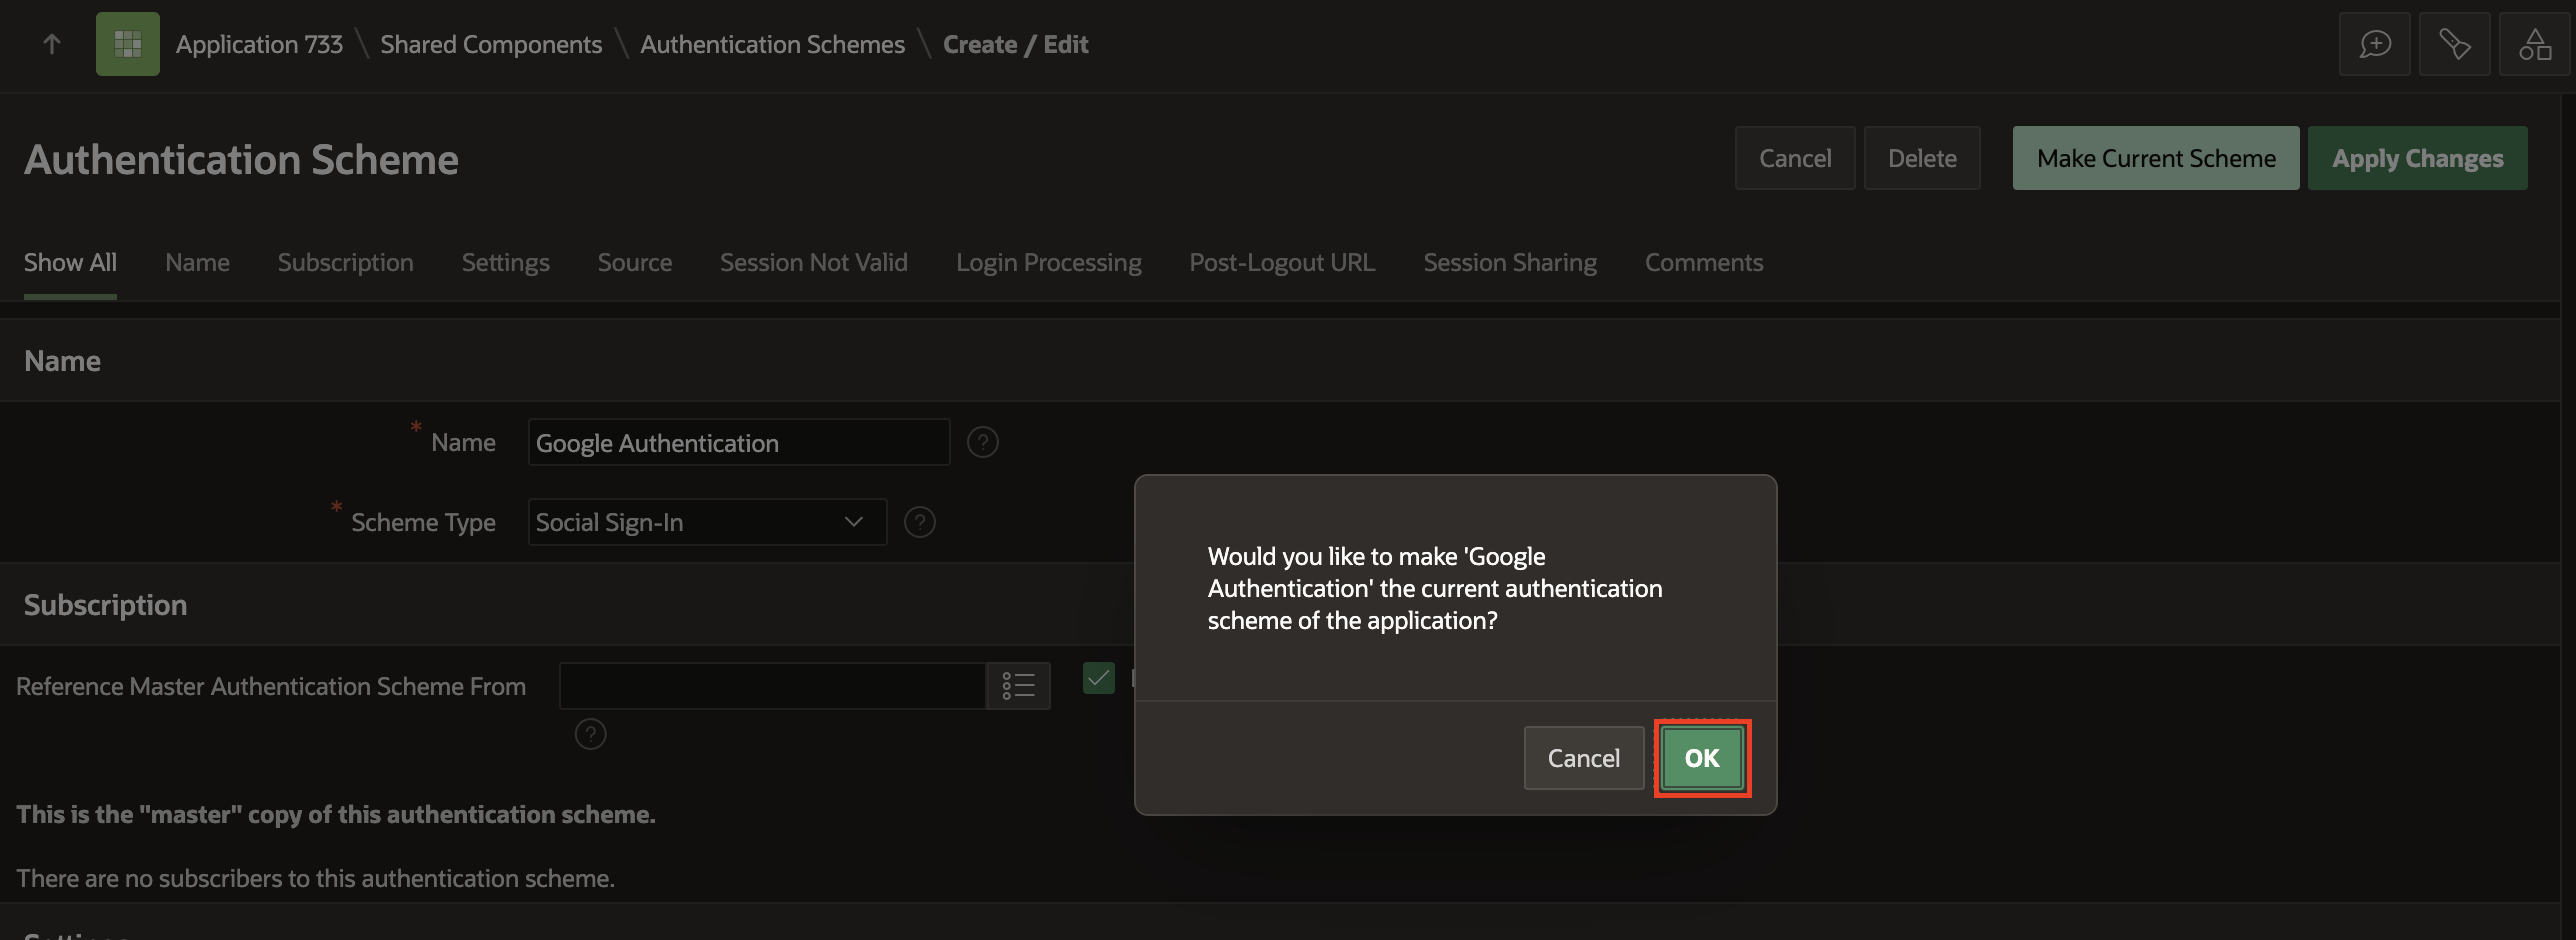 Application 733 \ Shared Components \ Authentication Schemes \ Create / Edit
Authentication Scheme
Cancel Delete Make Current Scheme Apply Changes
Show All Name Subscription Settings Source Session Not Valid Login Processing Post-Logout URL Session Sharing Comments
Name
* Name Google Authentication ?
* Scheme Type Social Sign-In ?
Would you like to make 'Google
Authentication' the current authentication
scheme of the application?
Cancel OK
Subscription
Reference Master Authentication Scheme From
?
This is the "master" copy of this authentication scheme.
There are no subscribers to this authentication scheme.